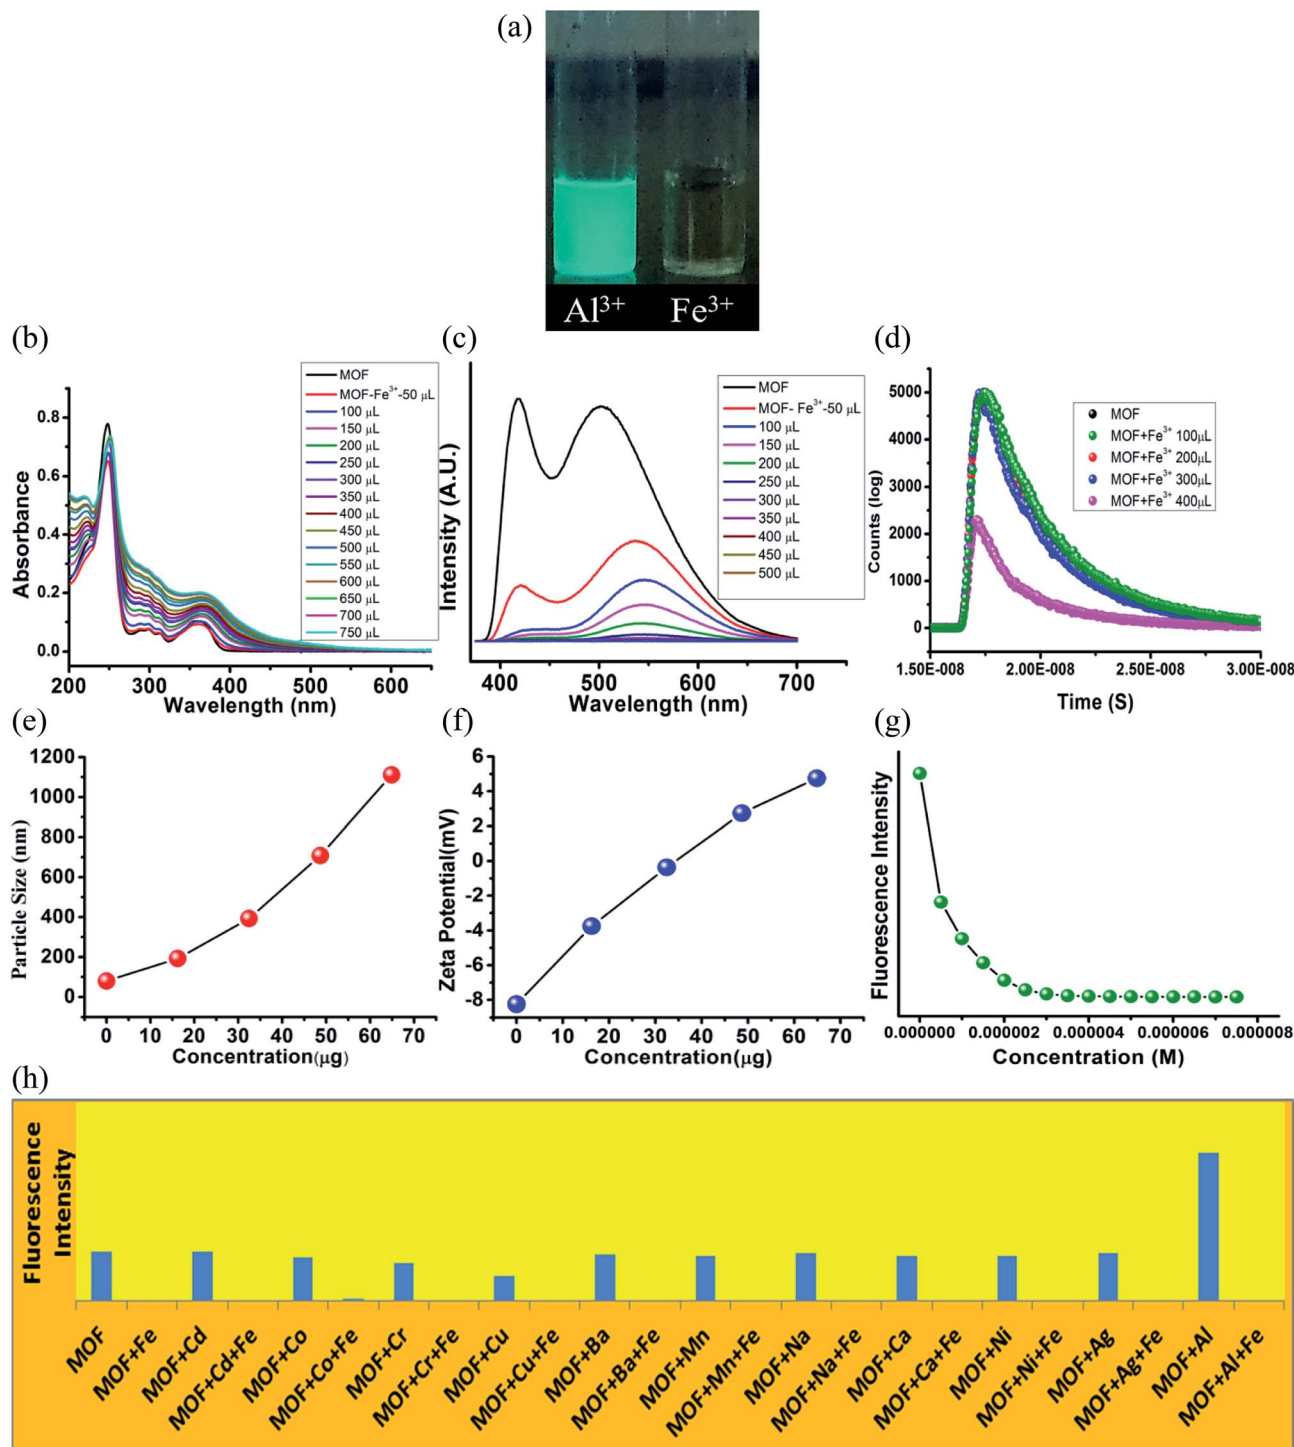 (a)
Al³⁺ Fe³⁺
(b)
Absorbance
0.8
0.6
0.4
0.2
0.0
200 300 400 500 600
Wavelength (nm)
MOF
MOF-Fe³⁺-50 μL
100 μL
150 μL
200 μL
250 μL
300 μL
350 μL
400 μL
450 μL
500 μL
550 μL
600 μL
650 μL
700 μL
750 μL
(c)
Intensity (A.U.)
400 500 600 700
Wavelength (nm)
MOF
MOF- Fe³⁺-50 μL
100 μL
150 μL
200 μL
250 μL
300 μL
350 μL
400 μL
450 μL
500 μL
(d)
Counts (log)
5000
4000
3000
2000
1000
0
1.50E-008 2.00E-008 2.50E-008 3.00E-008
Time (S)
MOF
MOF+Fe³⁺ 100μL
MOF+Fe³⁺ 200μL
MOF+Fe³⁺ 300μL
MOF+Fe³⁺ 400μL
(e)
Particle Size (nm)
1200
1000
800
600
400
200
0
0 10 20 30 40 50 60 70
Concentration(μg)
(f)
Zeta Potential(mV)
6
4
2
0
-2
-4
-6
-8
0 10 20 30 40 50 60 70
Concentration(μg)
(g)
Fluorescence Intensity
0.000000 0.000002 0.000004 0.000006 0.000008
Concentration (M)
(h)
Fluorescence
Intensity
MOF
MOF+Fe
MOF+Cd
MOF+Cd+Fe
MOF+Co
MOF+Co+Fe
MOF+Cr
MOF+Cr+Fe
MOF+Cu
MOF+Cu+Fe
MOF+Ba
MOF+Ba+Fe
MOF+Mn
MOF+Mn+Fe
MOF+Na
MOF+Na+Fe
MOF+Ca
MOF+Ca+Fe
MOF+Ni
MOF+Ni+Fe
MOF+Ag
MOF+Ag+Fe
MOF+Al
MOF+Al+Fe